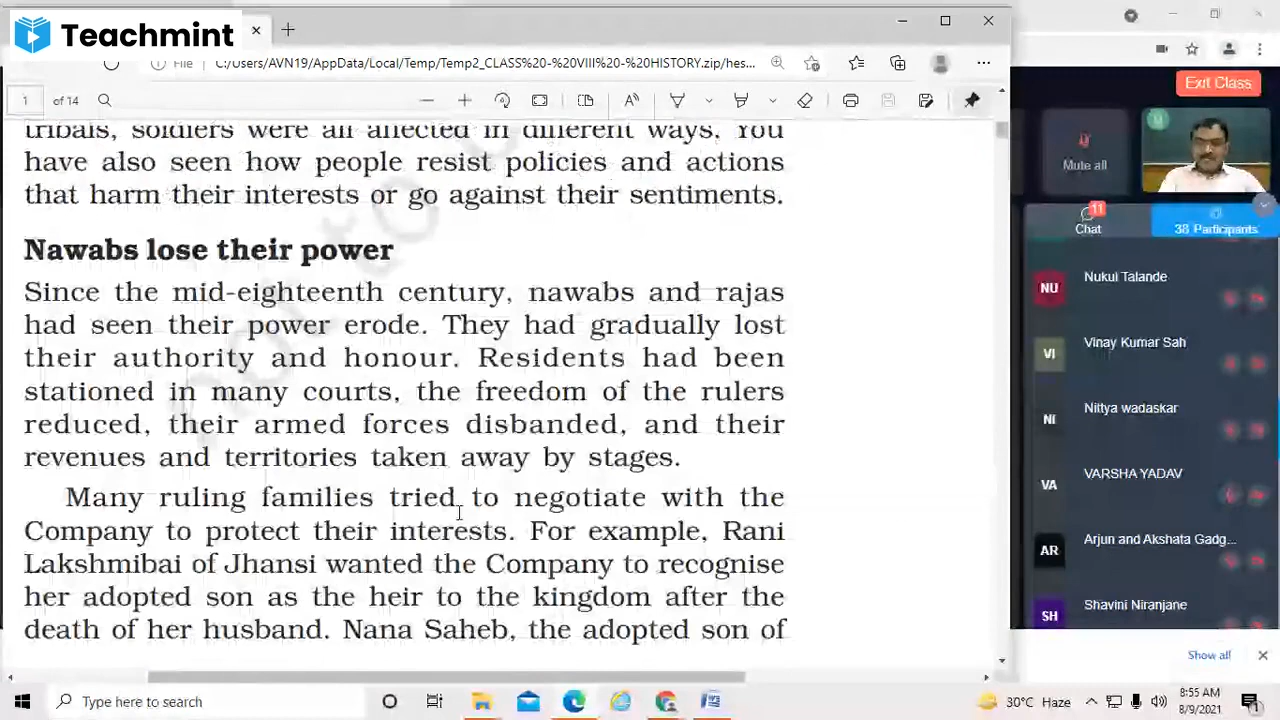 Teachmint
Exit Class
File C:/Users/AVN19/AppData/Local/Temp/Temp2_CLASS%20-%20VIII%20-%20HISTORY.zip/hes...
1 of 14
Mute all
11
Chat
38 Participants
tribals, soldiers were all affected in different ways. You
have also seen how people resist policies and actions
that harm their interests or go against their sentiments.
Nawabs lose their power
Since the mid-eighteenth century, nawabs and rajas
had seen their power erode. They had gradually lost
their authority and honour. Residents had been
stationed in many courts, the freedom of the rulers
reduced, their armed forces disbanded, and their
revenues and territories taken away by stages.
Many ruling families tried to negotiate with the
Company to protect their interests. For example, Rani
Lakshmibai of Jhansi wanted the Company to recognise
her adopted son as the heir to the kingdom after the
death of her husband. Nana Saheb, the adopted son of
NU Nukul Talande
VI Vinay Kumar Sah
NI Nittya wadaskar
VA VARSHA YADAV
AR Arjun and Akshata Gadg...
SH Shavini Niranjane
Show all
Type here to search
30°C Haze
8:55 AM
8/9/2021
1